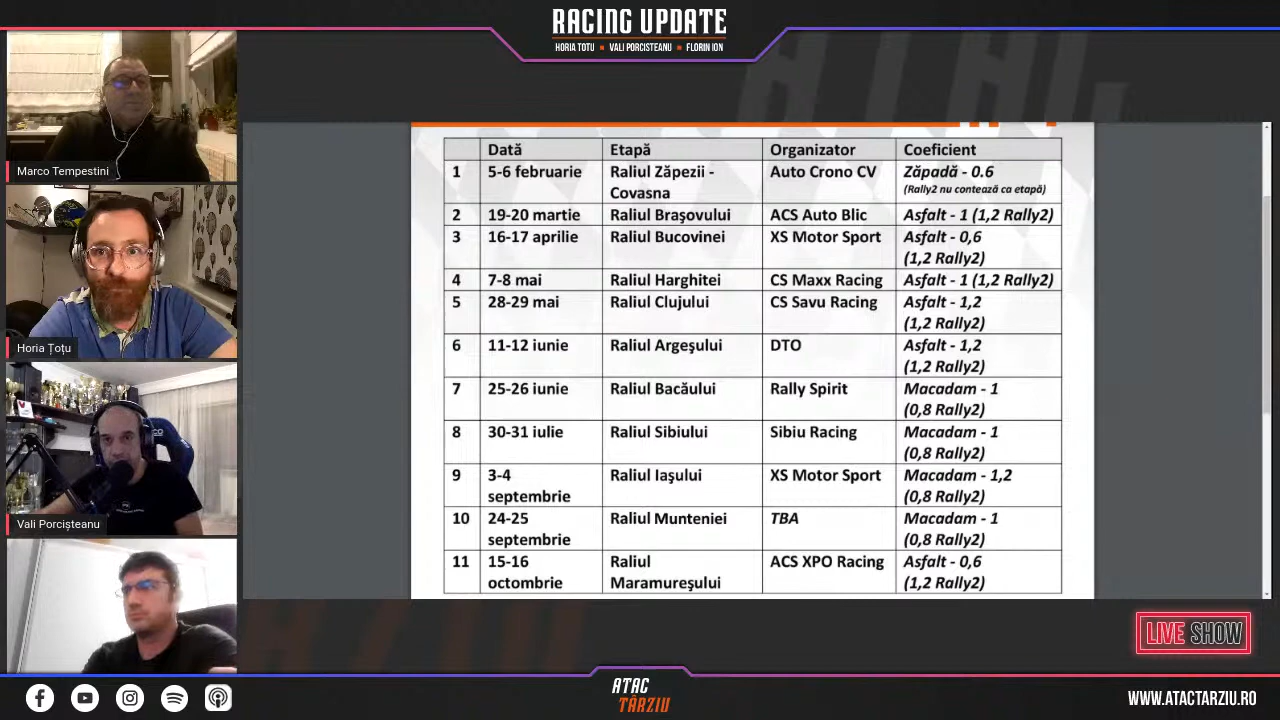 RACING UPDATE
HORIA TOTU ■ VALI PORCISTEANU ■ FLORIN ION
Marco Tempestini
Horia Țoțu
Vali Porcișteanu
Dată Etapă Organizator Coeficient
1 5-6 februarie Raliul Zăpezii - Auto Crono CV Zăpadă - 0.6
Covasna (Rally2 nu contează ca etapă)
2 19-20 martie Raliul Braşovului ACS Auto Blic Asfalt - 1 (1,2 Rally2)
3 16-17 aprilie Raliul Bucovinei XS Motor Sport Asfalt - 0,6
(1,2 Rally2)
4 7-8 mai Raliul Harghitei CS Maxx Racing Asfalt - 1 (1,2 Rally2)
5 28-29 mai Raliul Clujului CS Savu Racing Asfalt - 1,2
(1,2 Rally2)
6 11-12 iunie Raliul Argeşului DTO Asfalt - 1,2
(1,2 Rally2)
7 25-26 iunie Raliul Bacăului Rally Spirit Macadam - 1
(0,8 Rally2)
8 30-31 iulie Raliul Sibiului Sibiu Racing Macadam - 1
(0,8 Rally2)
9 3-4 Raliul Iaşului XS Motor Sport Macadam - 1,2
septembrie (0,8 Rally2)
10 24-25 Raliul Munteniei TBA Macadam - 1
septembrie (0,8 Rally2)
11 15-16 Raliul ACS XPO Racing Asfalt - 0,6
octombrie Maramureşului (1,2 Rally2)
LIVE SHOW
ATAC
TÂRZIU
WWW.ATACTARZIU.RO